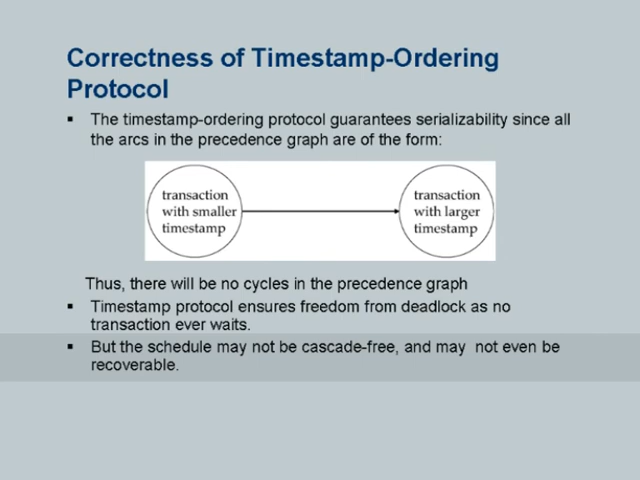 Correctness of Timestamp-Ordering
Protocol
▪ The timestamp-ordering protocol guarantees serializability since all
the arcs in the precedence graph are of the form:
transaction
with smaller
timestamp
transaction
with larger
timestamp
Thus, there will be no cycles in the precedence graph
▪ Timestamp protocol ensures freedom from deadlock as no
transaction ever waits.
▪ But the schedule may not be cascade-free, and may not even be
recoverable.